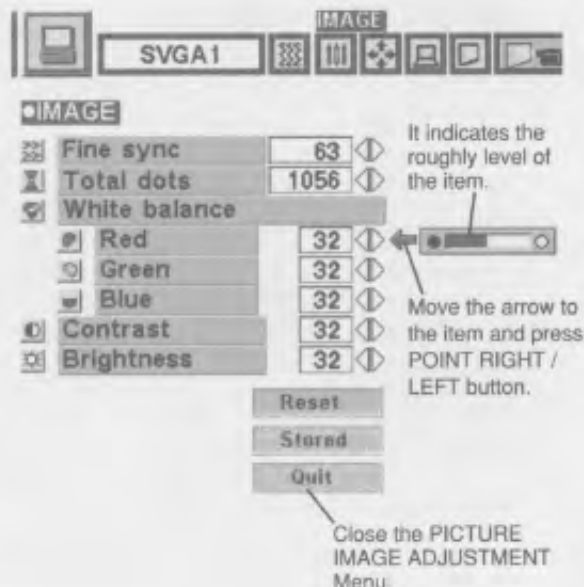 IMAGE
SVGA1
IMAGE
Fine sync 63
Total dots 1056
White balance
Red 32
Green 32
Blue 32
Contrast 32
Brightness 32
Reset
Stored
Quit
It indicates the
roughly level of
the item.
Move the arrow to
the item and press
POINT RIGHT /
LEFT button.
Close the PICTURE
IMAGE ADJUSTMENT
Menu.